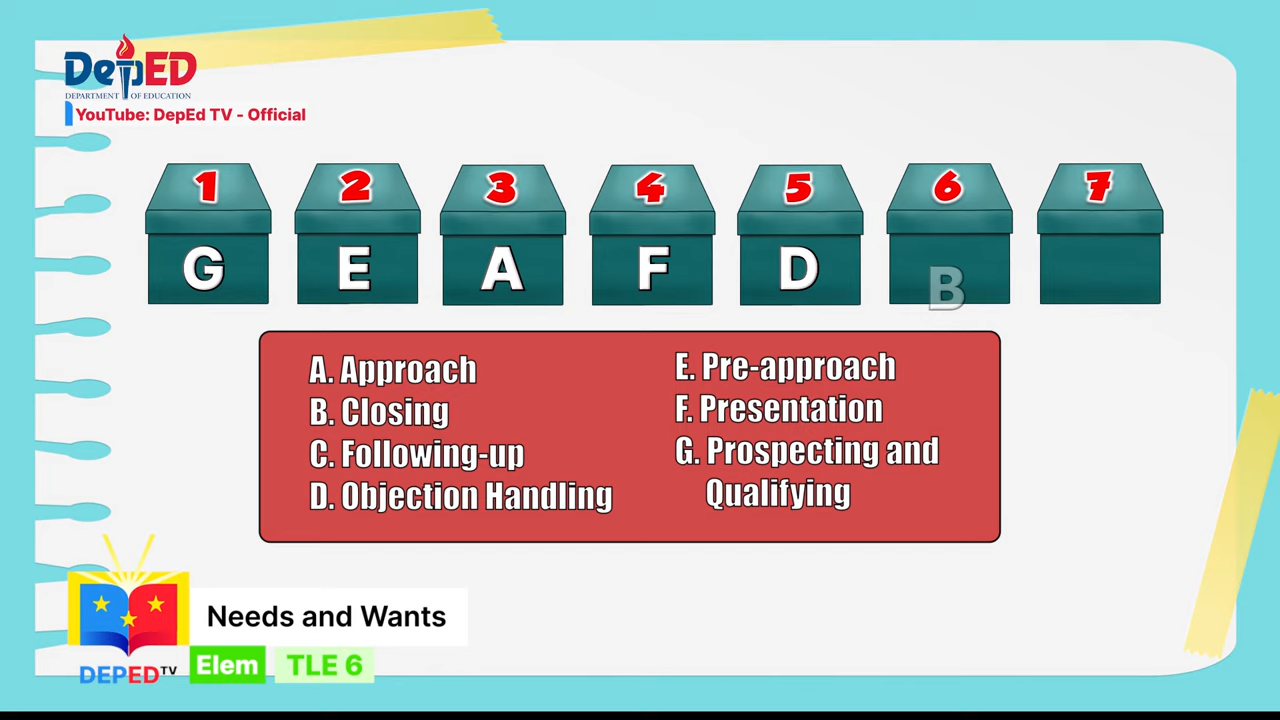 DepED
DEPARTMENT OF EDUCATION
YouTube: DepEd TV - Official
1 2 3 4 5 6 7
G E A F D B
A. Approach
B. Closing
C. Following-up
D. Objection Handling
E. Pre-approach
F. Presentation
G. Prospecting and
Qualifying
Needs and Wants
DEPED TV
Elem TLE 6